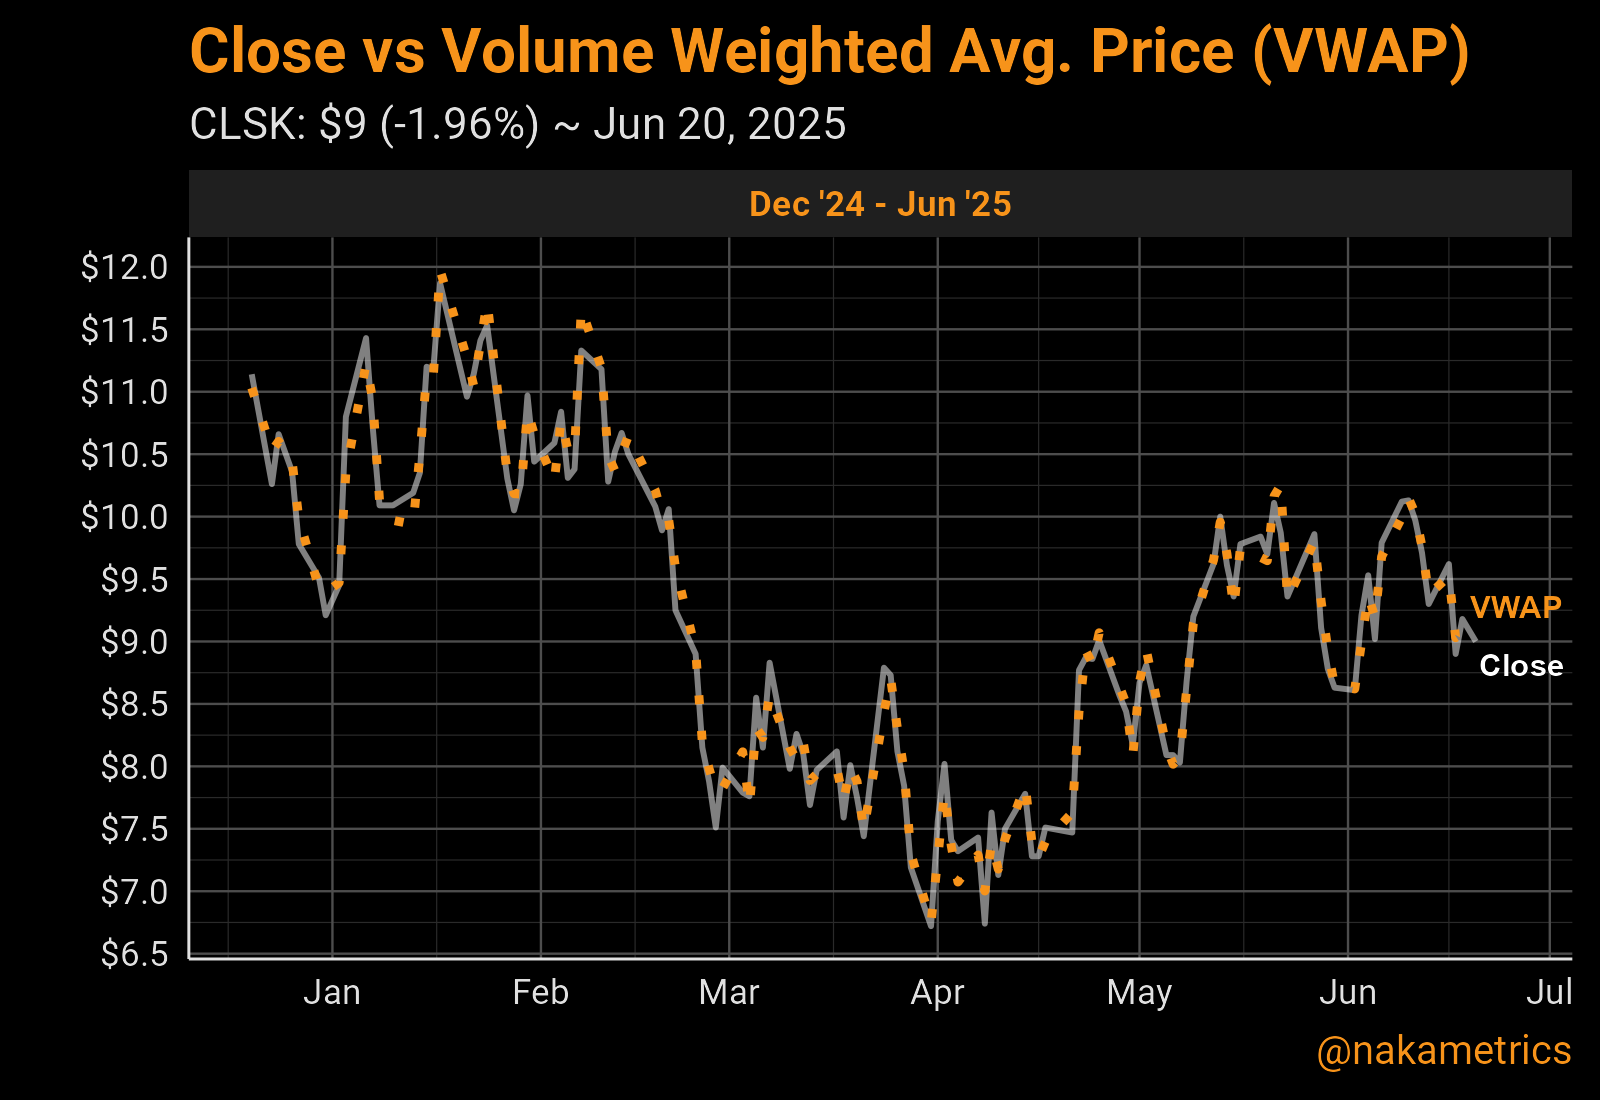 Close vs Volume Weighted Avg. Price (VWAP)
CLSK: $9 (-1.96%) ~ Jun 20, 2025
Dec '24 - Jun '25
$12.0
$11.5
$11.0
$10.5
$10.0
$9.5
$9.0
$8.5
$8.0
$7.5
$7.0
$6.5
VWAP
Close
Jan Feb Mar Apr May Jun Jul
@nakametrics